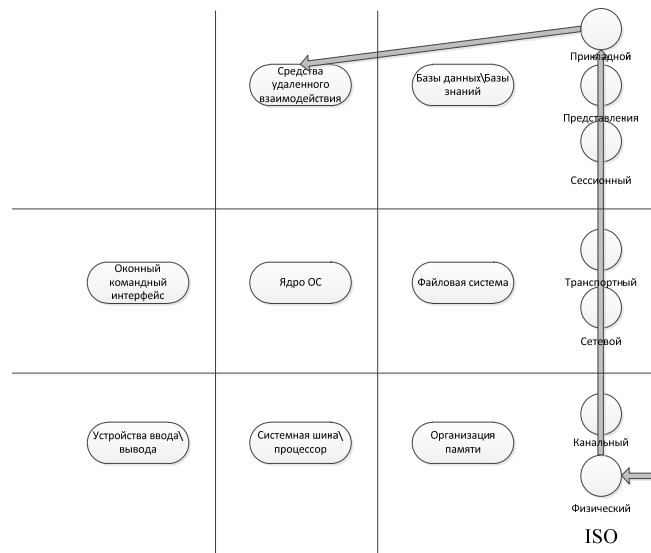 Прикладной
Средства
удаленного
взаимодействия
Базы данных\Базы
знаний
Представления
Сессионный
Оконный
командный
интерфейс
Ядро ОС
Файловая система
Транспортный
Сетевой
Устройства ввода\
вывода
Системная шина\
процессор
Организация
памяти
Канальный
Физический
ISO